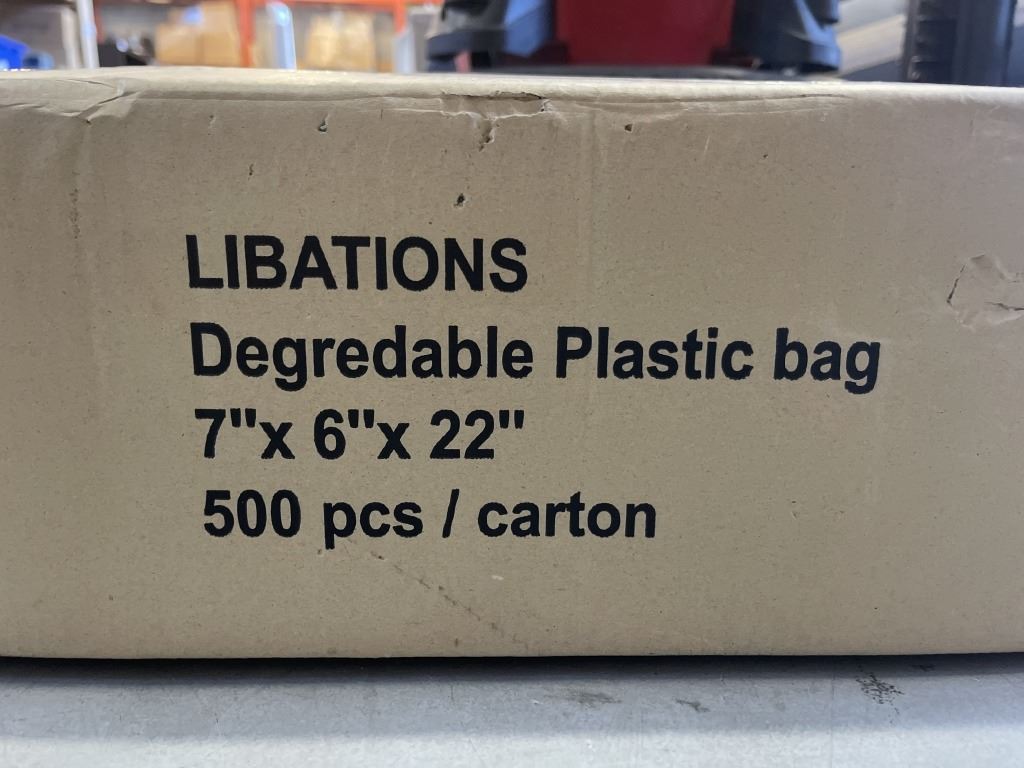 LIBATIONS
Degredable Plastic bag
7"x 6"x 22"
500 pcs / carton